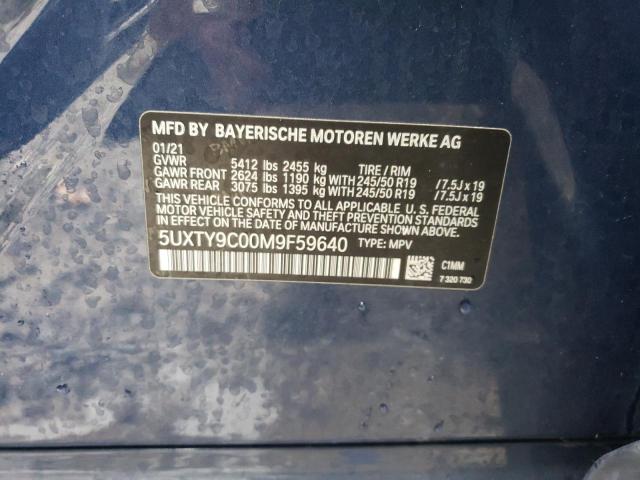 MFD BY BAYERISCHE MOTOREN WERKE AG
01/21
GVWR 5412 lbs 2455 kg TIRE / RIM
GAWR FRONT 2624 lbs 1190 kg WITH 245/50 R19 /7.5J x 19
GAWR REAR 3075 lbs 1395 kg WITH 245/50 R19 /7.5J x 19
THIS VEHICLE CONFORMS TO ALL APPLICABLE U. S. FEDERAL
MOTOR VEHICLE SAFETY AND THEFT PREVENTION STANDARDS
IN EFFECT ON THE DATE OF MANUFACTURE SHOWN ABOVE.
5UXTY9C00M9F59640 TYPE: MPV
C1MM
7 320 730